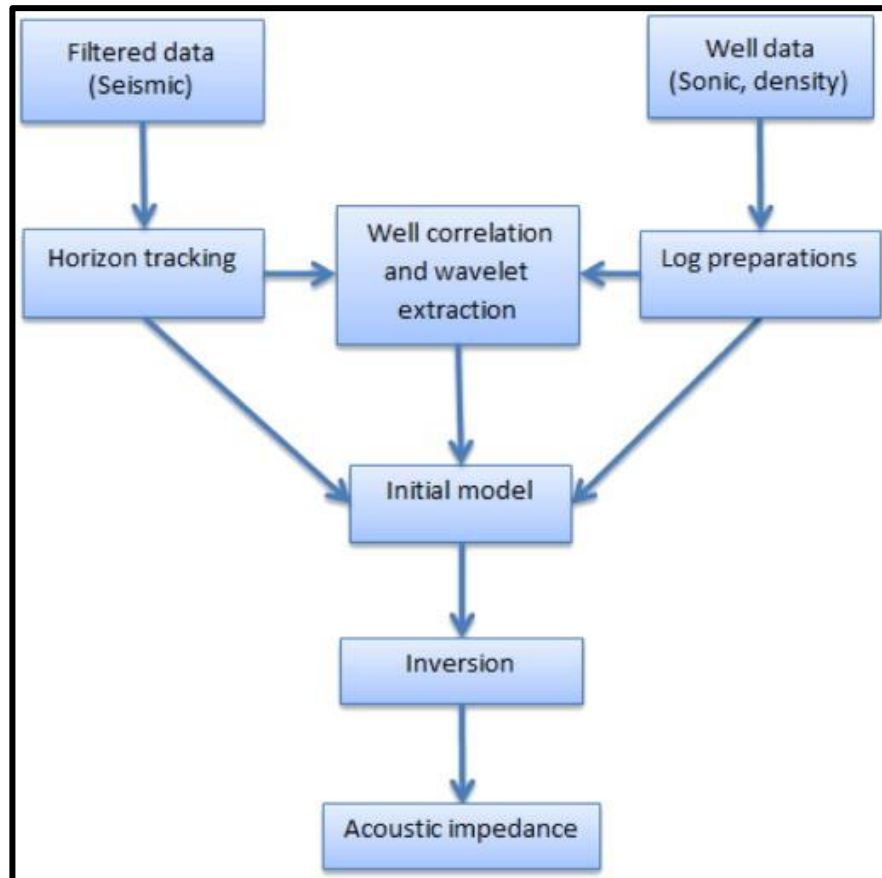 Filtered data
(Seismic)
Well data
(Sonic, density)
Horizon tracking
Well correlation
and wavelet
extraction
Log preparations
Initial model
Inversion
Acoustic impedance